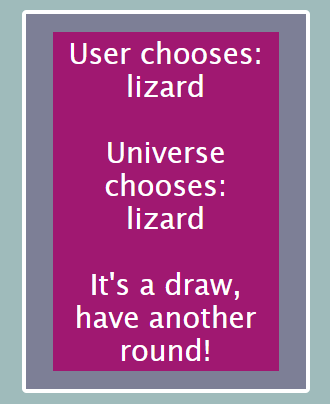 User chooses:
lizard
Universe
chooses:
lizard
It's a draw,
have another
round!